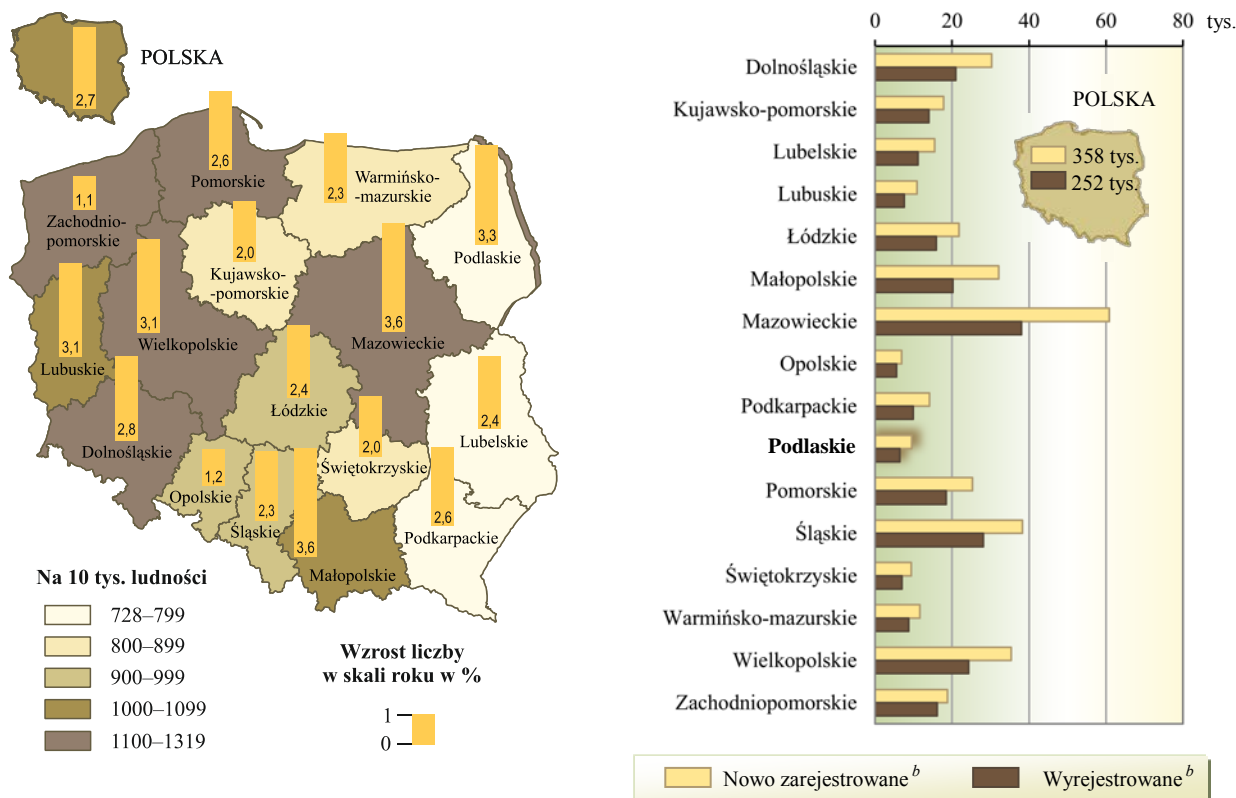 POLSKA
2,7
2,6
Pomorskie
2,3
Warmińsko-
-mazurskie
3,3
Podlaskie
1,1
Zachodnio-
pomorskie
2,0
Kujawsko-
-pomorskie
3,6
Mazowieckie
3,1
Wielkopolskie
3,1
Lubuskie
2,4
Łódzkie
2,4
Lubelskie
2,8
Dolnośląskie
2,0
Świętokrzyskie
1,2
Opolskie
2,3
Śląskie
2,6
Podkarpackie
3,6
Małopolskie
Na 10 tys. ludności
728–799
800–899
900–999
1000–1099
1100–1319
Wzrost liczby
w skali roku w %
1
0
0 20 40 60 80 tys.
Dolnośląskie
Kujawsko-pomorskie
Lubelskie
Lubuskie
Łódzkie
Małopolskie
Mazowieckie
Opolskie
Podkarpackie
Podlaskie
Pomorskie
Śląskie
Świętokrzyskie
Warmińsko-mazurskie
Wielkopolskie
Zachodniopomorskie
POLSKA
358 tys.
252 tys.
Nowo zarejestrowane b Wyrejestrowane b